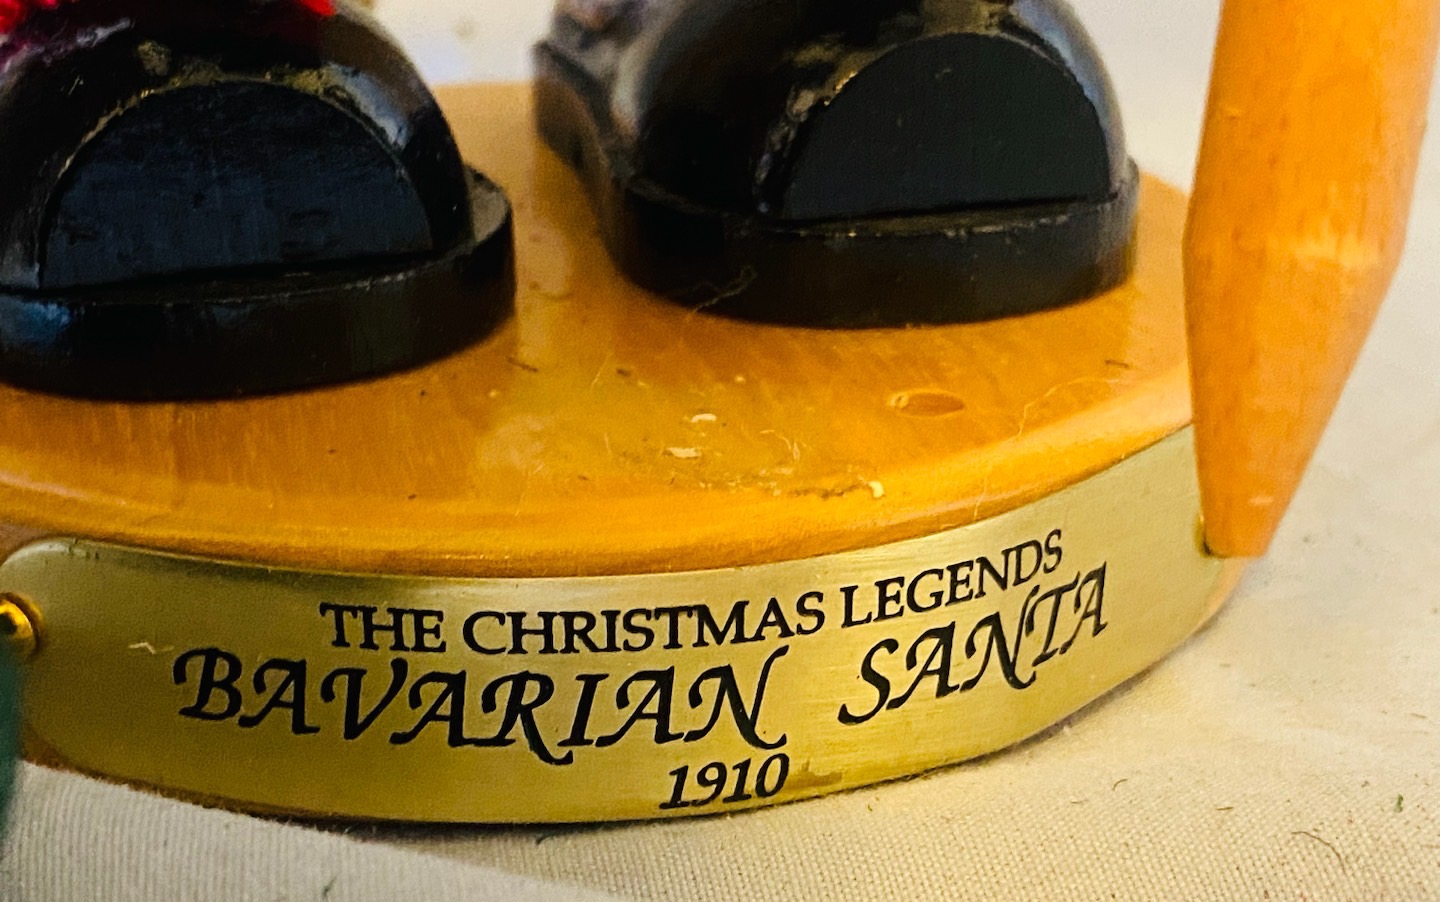 THE CHRISTMAS LEGENDS
BAVARIAN SANTA
1910